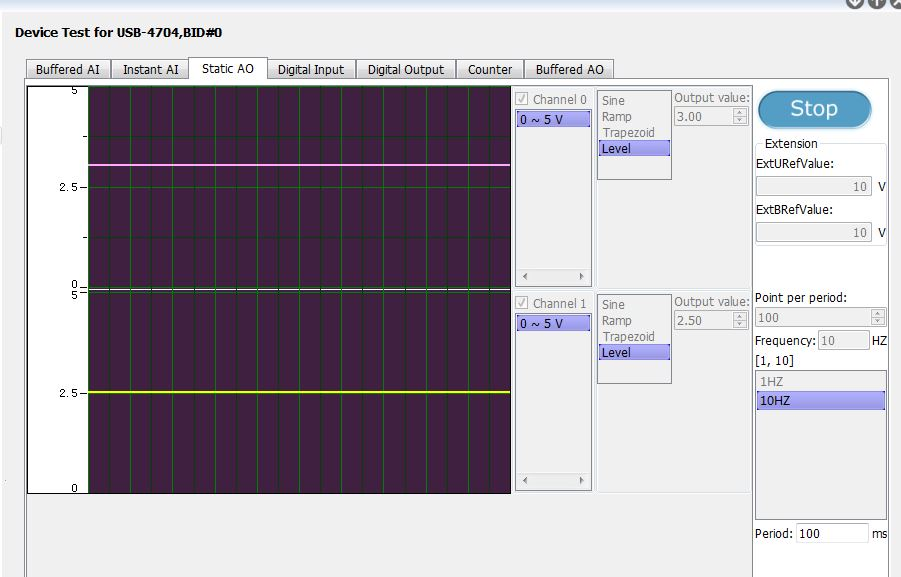 Device Test for USB-4704,BID#0
Buffered AI Instant AI Static AO Digital Input Digital Output Counter Buffered AO
5
2.5
0
Channel 0
0 ~ 5 V
Sine
Ramp
Trapezoid
Level
Output value:
3.00
5
2.5
0
Channel 1
0 ~ 5 V
Sine
Ramp
Trapezoid
Level
Output value:
2.50
Stop
Extension
ExtURefValue:
10 V
ExtBRefValue:
10 V
Point per period:
100
Frequency: 10 HZ
[1, 10]
1HZ
10HZ
Period: 100 ms